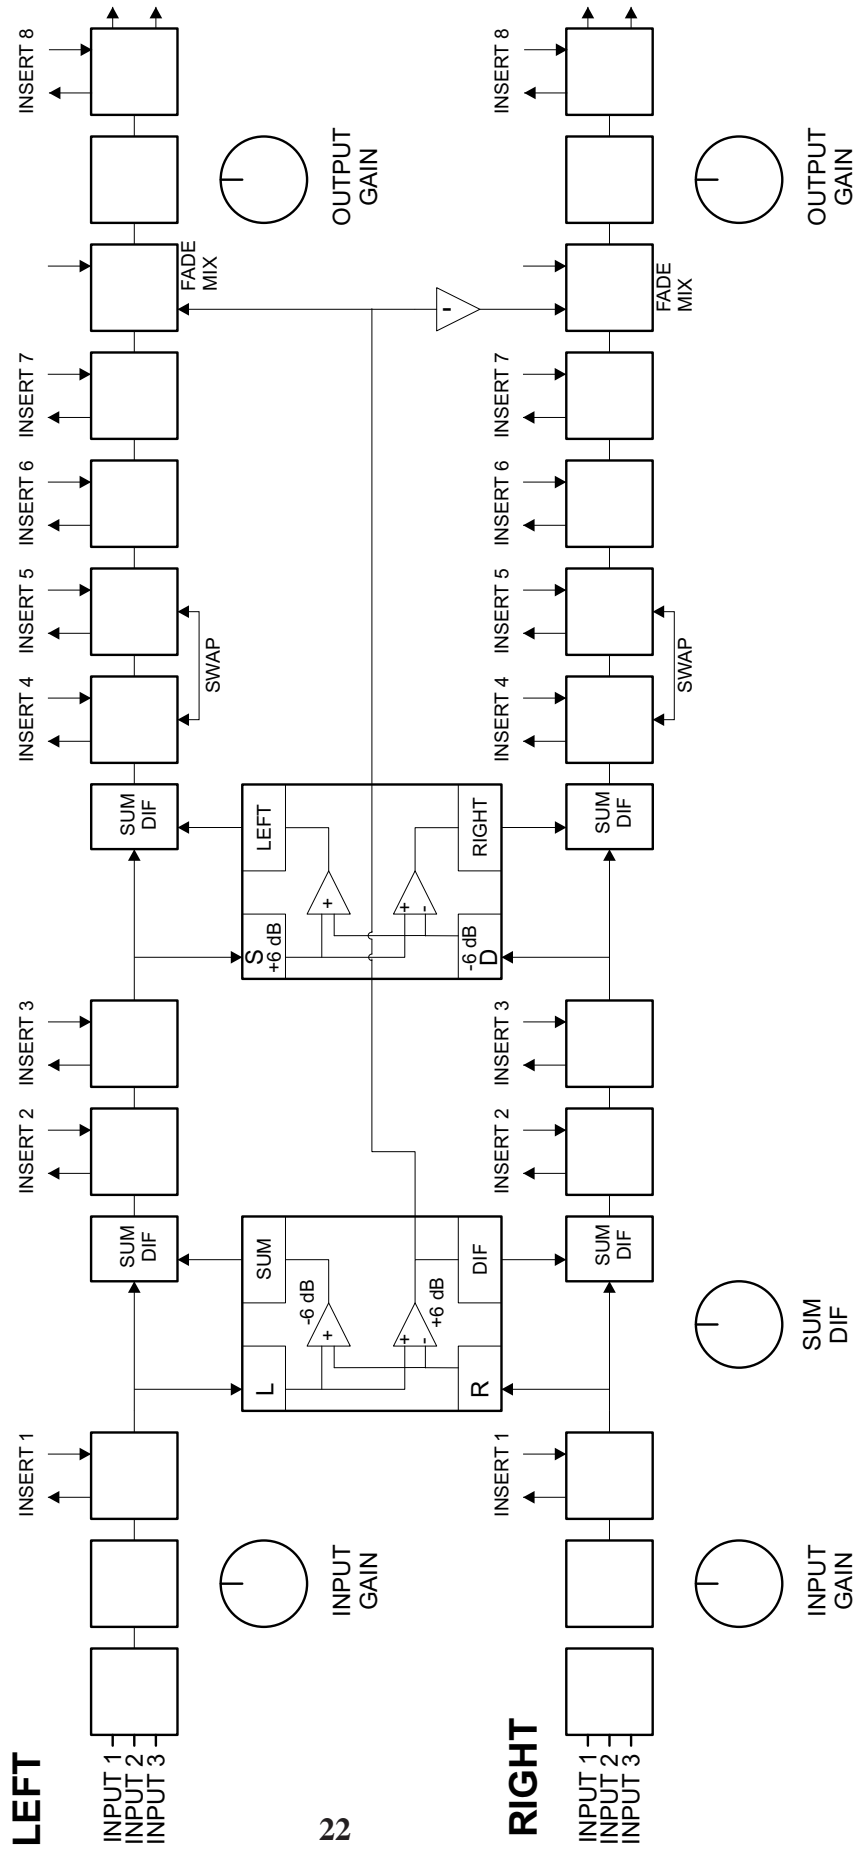 LEFT
INPUT 1
INPUT 2
INPUT 3
INPUT
GAIN
INSERT 1
L
R
+
-6 dB
+
-
+6 dB
SUM
DIF
SUM
DIF
INSERT 2
INSERT 3
S
+6 dB
-6 dB
D
+
+
-
LEFT
RIGHT
SUM
DIF
INSERT 4
SWAP
INSERT 5
INSERT 6
INSERT 7
FADE
MIX
-
OUTPUT
GAIN
INSERT 8
RIGHT
INPUT 1
INPUT 2
INPUT 3
INPUT
GAIN
INSERT 1
SUM
DIF
SUM
DIF
INSERT 2
INSERT 3
SUM
DIF
INSERT 4
SWAP
INSERT 5
INSERT 6
INSERT 7
FADE
MIX
OUTPUT
GAIN
INSERT 8
22